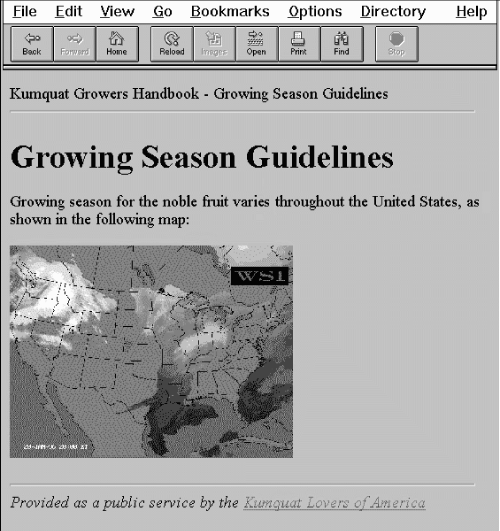 File Edit View Go Bookmarks Options Directory Help
Back Forward Home Reload Images Open Print Find Stop
Kumquat Growers Handbook - Growing Season Guidelines
Growing Season Guidelines
Growing season for the noble fruit varies throughout the United States, as
shown in the following map:
WSI
Provided as a public service by the Kumquat Lovers of America